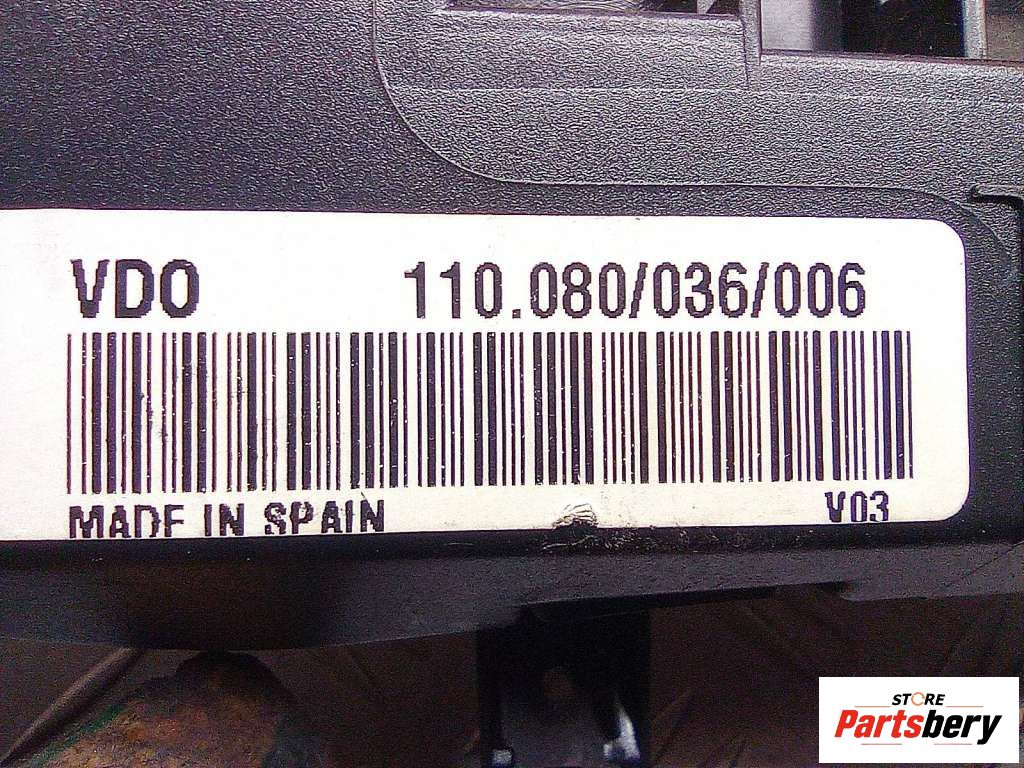 VDO 110.080/036/006
MADE IN SPAIN V03
STORE
Partsbery